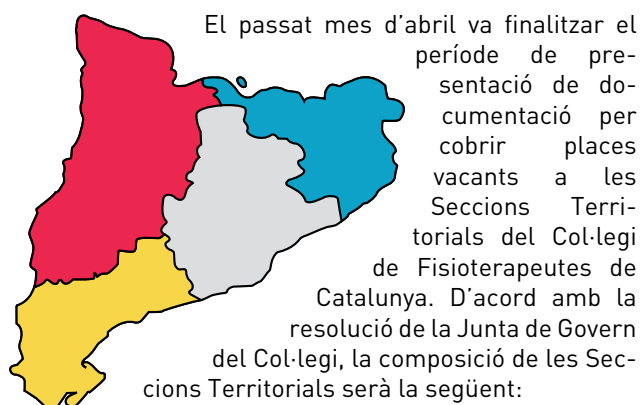 El passat mes d’abril va finalitzar el
període de pre-
sentació de do-
cumentació per
cobrir places
vacants a les
Seccions Terri-
torials del Col·legi
de Fisioterapeutes de
Catalunya. D’acord amb la
resolució de la Junta de Govern
del Col·legi, la composició de les Sec-
cions Territorials serà la següent: